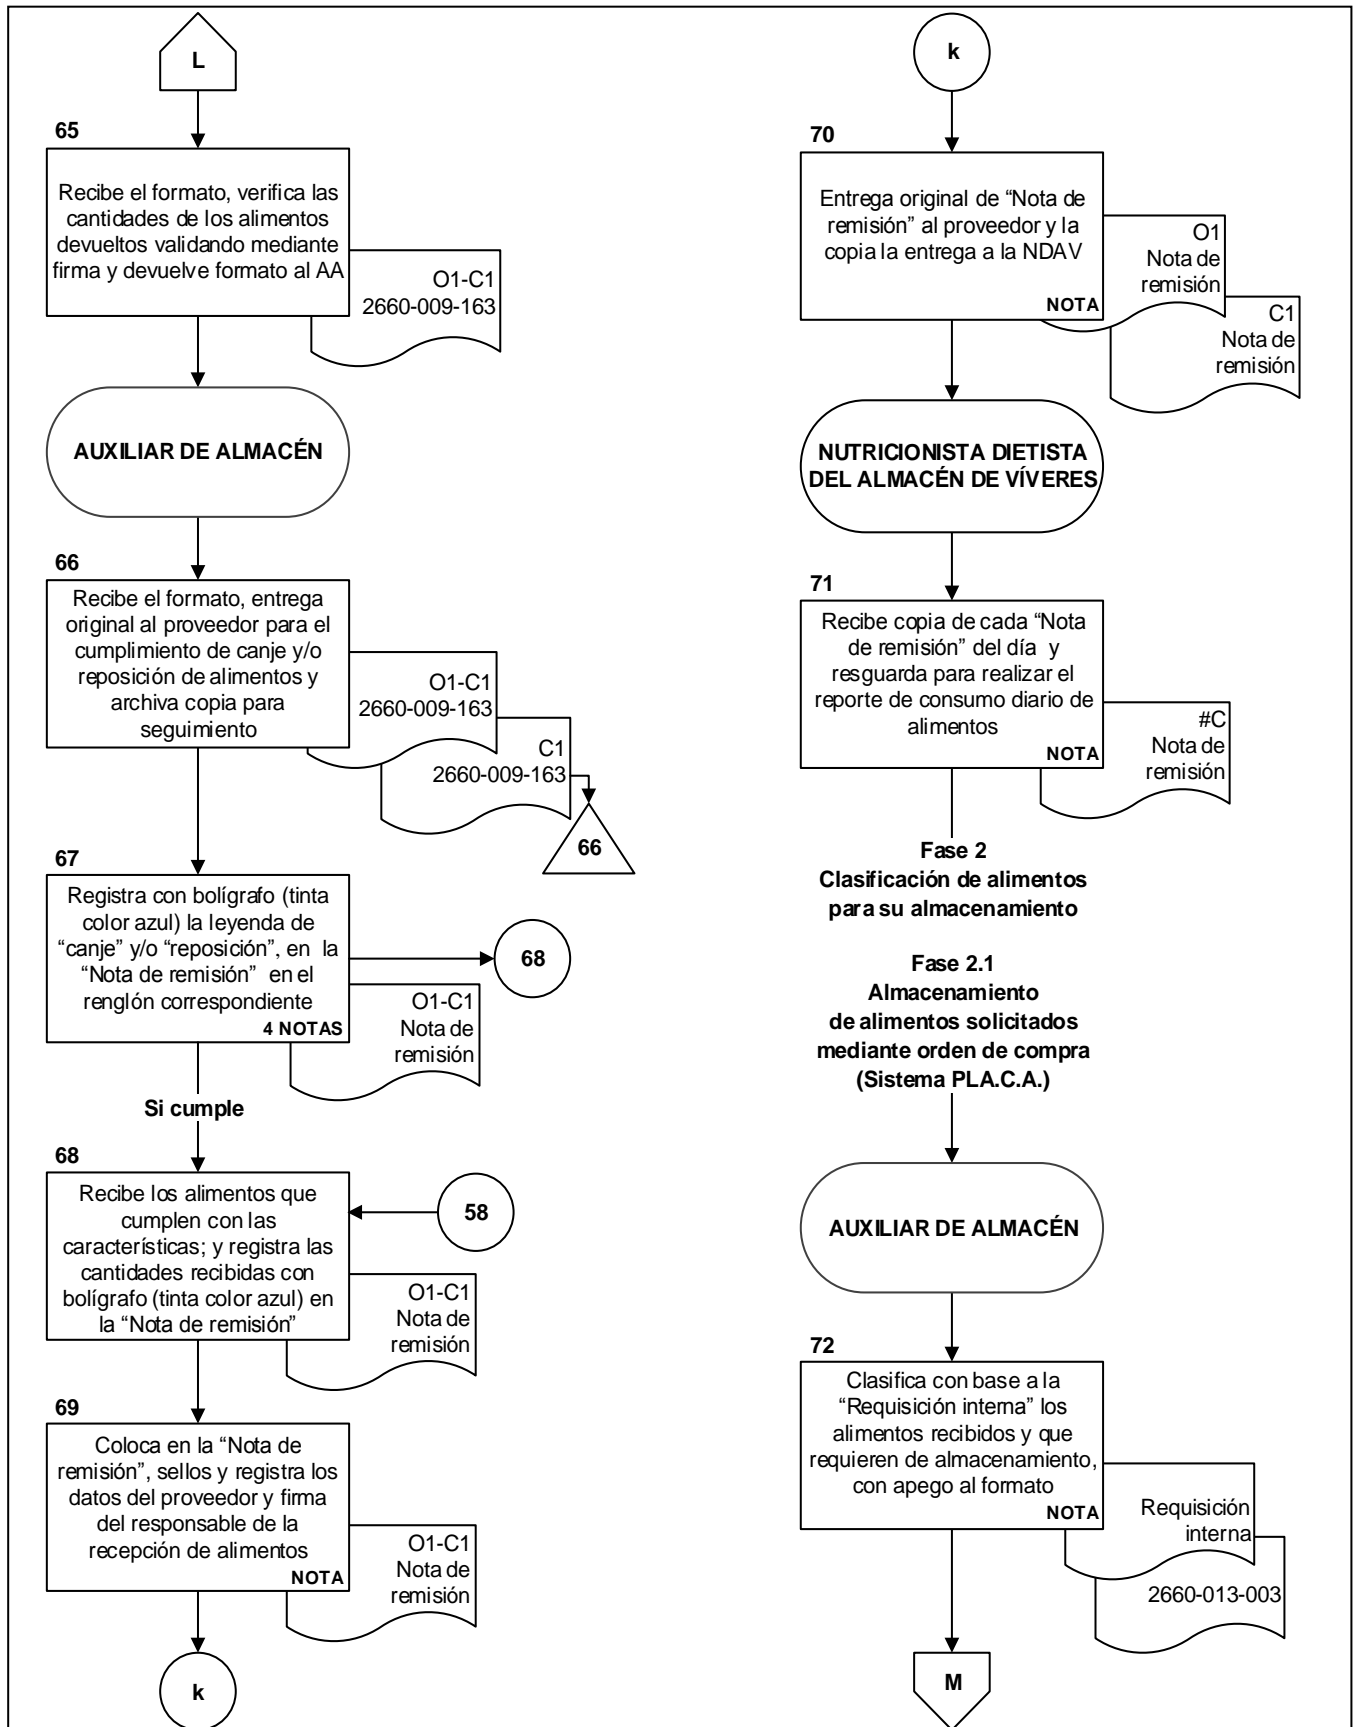 L
65
Recibe el formato, verifica las
cantidades de los alimentos
devueltos validando mediante
firma y devuelve formato al AA
O1-C1
2660-009-163
AUXILIAR DE ALMACÉN
66
Recibe el formato, entrega
original al proveedor para el
cumplimiento de canje y/o
reposición de alimentos y
archiva copia para
seguimiento
O1-C1
2660-009-163
C1
2660-009-163
66
67
Registra con bolígrafo (tinta
color azul) la leyenda de
“canje” y/o “reposición”, en la
“Nota de remisión” en el
renglón correspondiente
4 NOTAS
68
O1-C1
Nota de
remisión
Si cumple
68
Recibe los alimentos que
cumplen con las
características; y registra las
cantidades recibidas con
bolígrafo (tinta color azul) en
la “Nota de remisión”
58
O1-C1
Nota de
remisión
69
Coloca en la “Nota de
remisión”, sellos y registra los
datos del proveedor y firma
del responsable de la
recepción de alimentos
NOTA
O1-C1
Nota de
remisión
k
k
70
Entrega original de “Nota de
remisión” al proveedor y la
copia la entrega a la NDAV
NOTA
O1
Nota de
remisión
C1
Nota de
remisión
NUTRICIONISTA DIETISTA
DEL ALMACÉN DE VÍVERES
71
Recibe copia de cada “Nota
de remisión” del día y
resguarda para realizar el
reporte de consumo diario de
alimentos
NOTA
#C
Nota de
remisión
Fase 2
Clasificación de alimentos
para su almacenamiento
Fase 2.1
Almacenamiento
de alimentos solicitados
mediante orden de compra
(Sistema PLA.C.A.)
AUXILIAR DE ALMACÉN
72
Clasifica con base a la
“Requisición interna” los
alimentos recibidos y que
requieren de almacenamiento,
con apego al formato
NOTA
Requisición
interna
2660-013-003
M